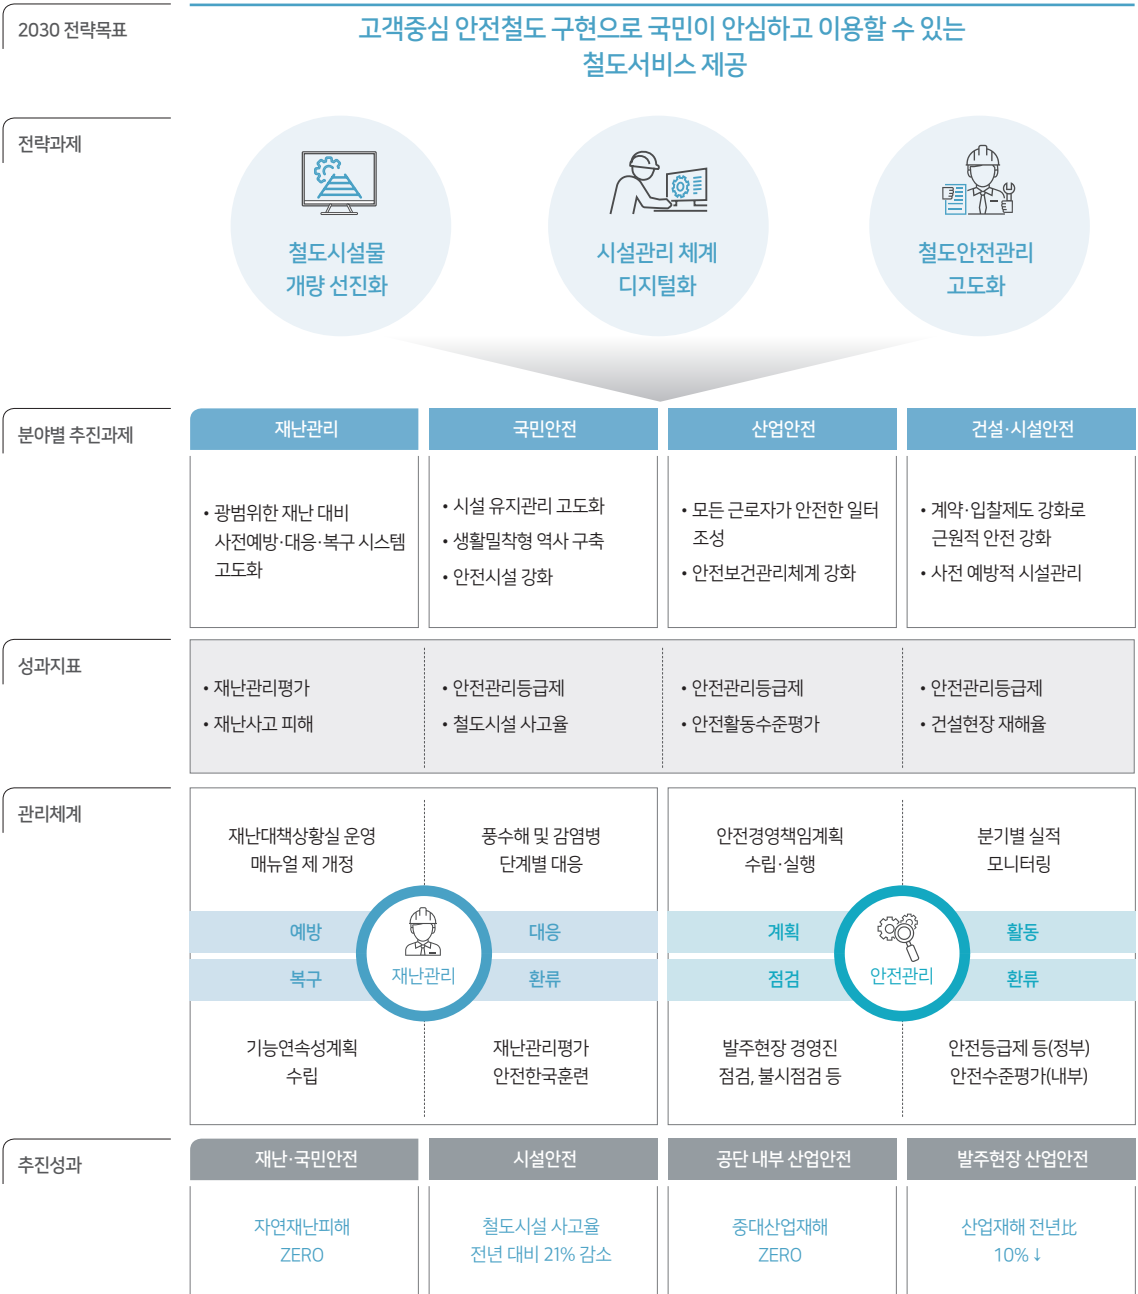 2030 전략목표
고객중심 안전철도 구현으로 국민이 안심하고 이용할 수 있는
철도서비스 제공
전략과제
철도시설물
개량 선진화
시설관리 체계
디지털화
철도안전관리
고도화
분야별 추진과제
재난관리
• 광범위한 재난 대비
사전예방·대응·복구 시스템
고도화
국민안전
• 시설 유지관리 고도화
• 생활밀착형 역사 구축
• 안전시설 강화
산업안전
• 모든 근로자가 안전한 일터
조성
• 안전보건관리체계 강화
건설·시설안전
• 계약·입찰제도 강화로
근원적 안전 강화
• 사전 예방적 시설관리
성과지표
• 재난관리평가
• 재난사고 피해
• 안전관리등급제
• 철도시설 사고율
• 안전관리등급제
• 안전활동수준평가
• 안전관리등급제
• 건설현장 재해율
관리체계
재난대책상황실 운영
매뉴얼 제 개정
풍수해 및 감염병
단계별 대응
예방
대응
복구
환류
재난관리
기능연속성계획
수립
재난관리평가
안전한국훈련
안전경영책임계획
수립·실행
분기별 실적
모니터링
계획
활동
점검
환류
안전관리
발주현장 경영진
점검, 불시점검 등
안전등급제 등(정부)
안전수준평가(내부)
추진성과
재난·국민안전
자연재난피해
ZERO
시설안전
철도시설 사고율
전년 대비 21% 감소
공단 내부 산업안전
중대산업재해
ZERO
발주현장 산업안전
산업재해 전년比
10%↓